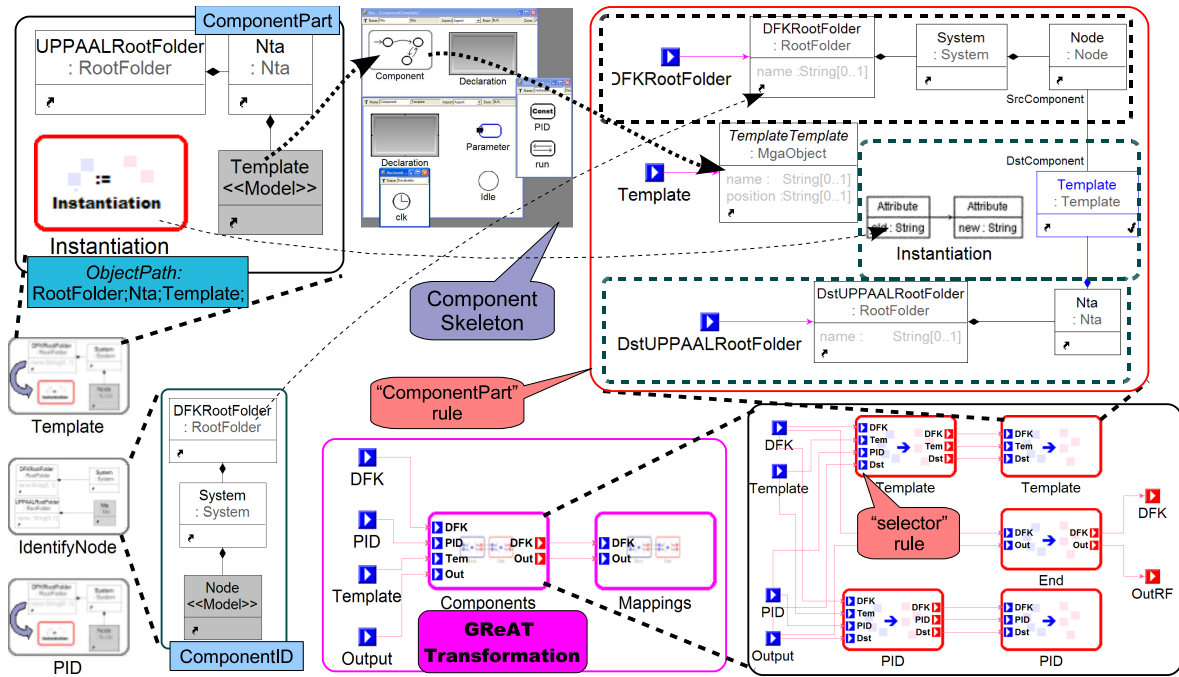 ComponentPart
UPPAALRootFolder
: RootFolder
Nta
: Nta
:=
Instantiation
Instantiation
Template
<<Model>>
ObjectPath:
RootFolder;Nta;Template;
Component
Declaration
Declaration
Parameter
Idle
clk
Const
PID
run
Component
Skeleton
DFKRootFolder
DFKRootFolder
: RootFolder
name :String[0..1]
System
: System
Node
: Node
SrcComponent
Template
TemplateTemplate
: MgaObject
name : String[0..1]
position :String[0..1]
DstComponent
Template
: Template
Attribute
old : String
Attribute
new : String
Instantiation
DstUPPAALRootFolder
DstUPPAALRootFolder
: RootFolder
name : String[0..1]
Nta
: Nta
"ComponentPart"
rule
Template
IdentifyNode
PID
DFKRootFolder
: RootFolder
System
: System
Node
<<Model>>
ComponentID
DFK
PID
Template
Output
DFK
PID
Tem
Out
DFK
Out
Components
DFK
Out
Mappings
GReAT
Transformation
DFK
Template
PID
Output
DFK
Tem
PID
Dst
DFK
Tem
Dst
Template
DFK
Tem
Dst
Template
"selector"
rule
DFK
Out
DFK
Out
End
DFK
OutRF
DFK
Tem
PID
Dst
DFK
PID
Dst
PID
DFK
PID
Dst
PID